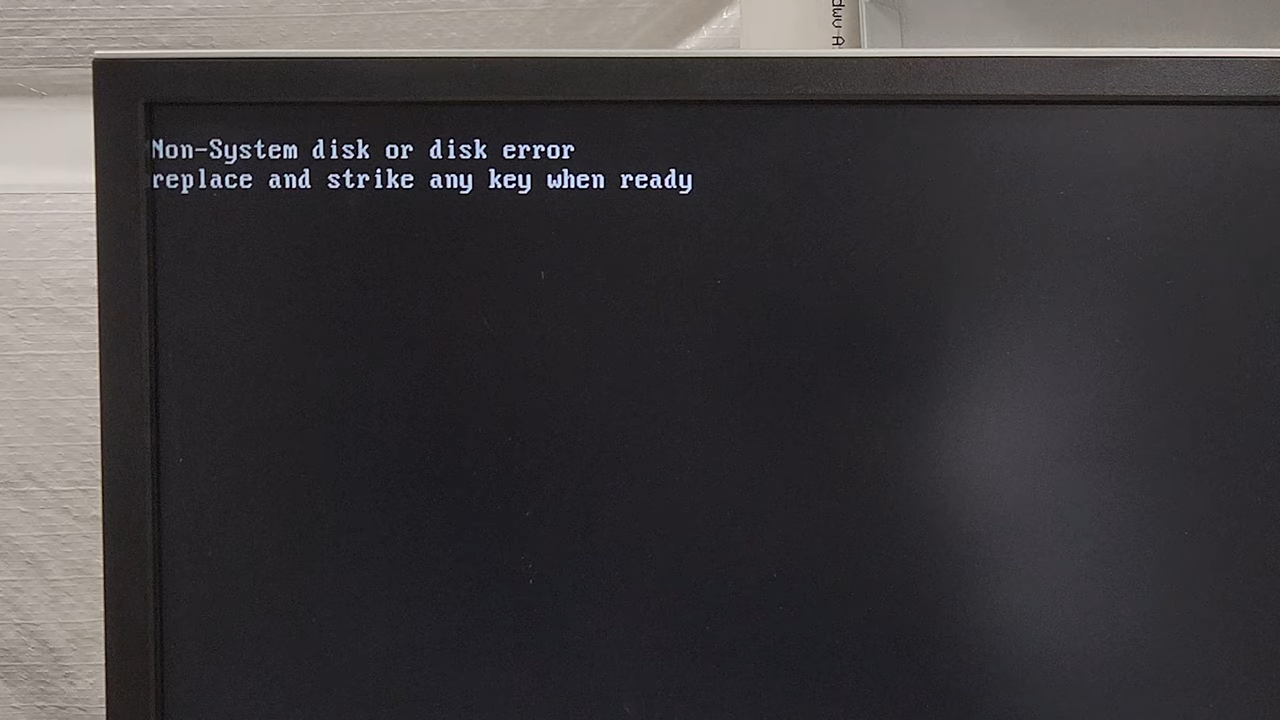 Non-System disk or disk error
replace and strike any key when ready